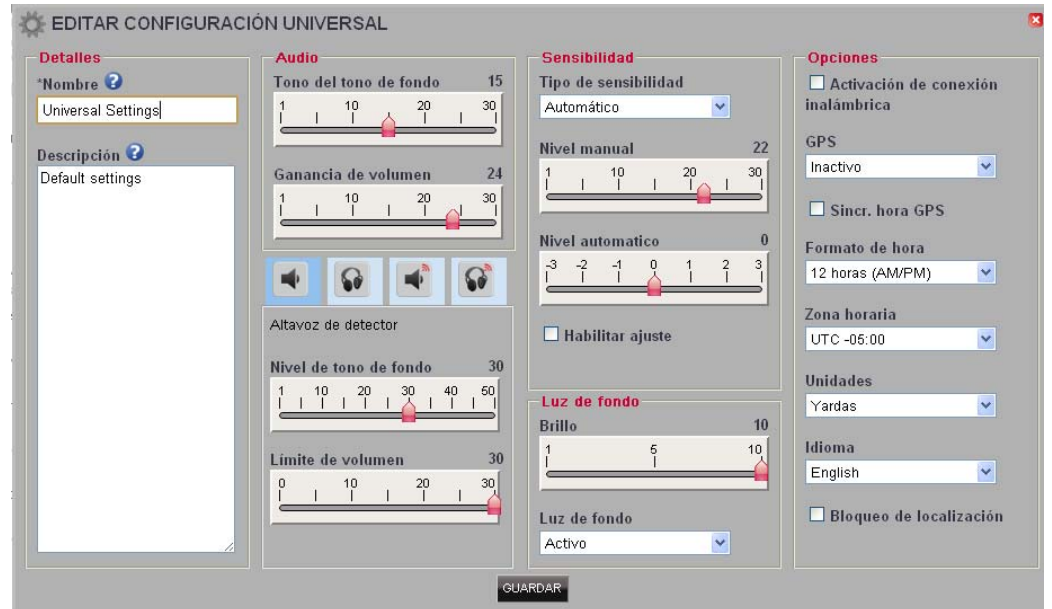 EDITAR CONFIGURACIÓN UNIVERSAL
Detalles
*Nombre ?
Universal Settings
Descripción ?
Default settings
Audio
Tono del tono de fondo 15
1 10 20 30
Ganancia de volumen 24
1 10 20 30
Altavoz de detector
Nivel de tono de fondo 30
1 10 20 30 40 50
Límite de volumen 30
0 10 20 30
Sensibilidad
Tipo de sensibilidad
Automático
Nivel manual 22
1 10 20 30
Nivel automatico 0
-3 -2 -1 0 1 2 3
Habilitar ajuste
Luz de fondo
Brillo 10
1 5 10
Luz de fondo
Activo
Opciones
Activación de conexión
inalámbrica
GPS
Inactivo
Sincr. hora GPS
Formato de hora
12 horas (AM/PM)
Zona horaria
UTC -05:00
Unidades
Yardas
Idioma
English
Bloqueo de localización
GUARDAR